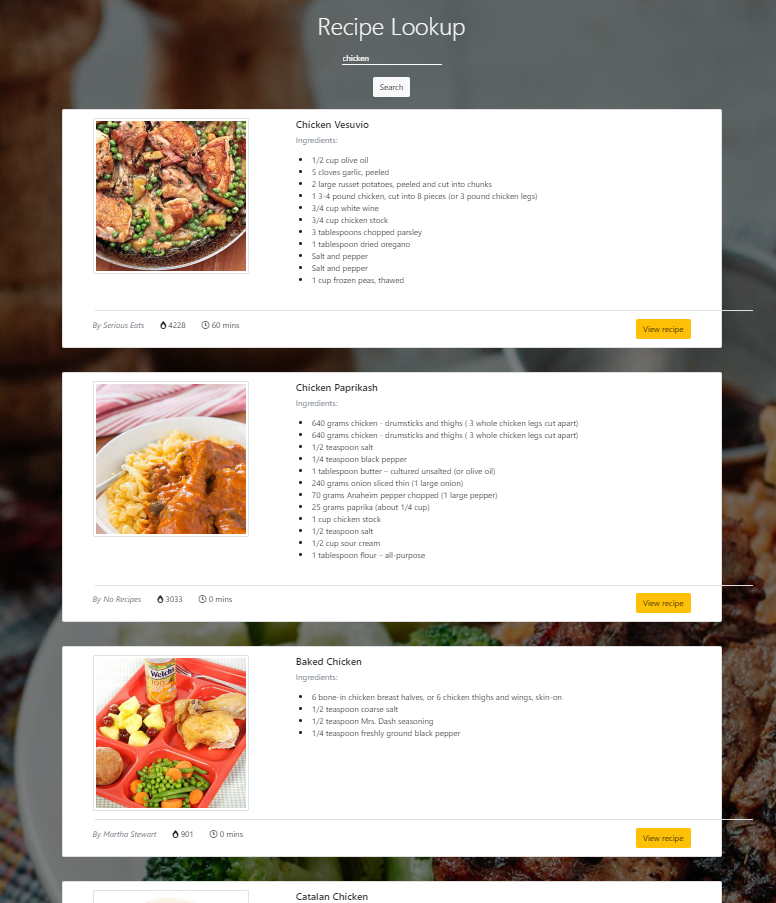 Recipe Lookup
chicken
Search
Chicken Vesuvio
Ingredients:
1/2 cup olive oil
5 cloves garlic, peeled
2 large russet potatoes, peeled and cut into chunks
1 3-4 pound chicken, cut into 8 pieces (or 3 pound chicken legs)
3/4 cup white wine
3/4 cup chicken stock
3 tablespoons chopped parsley
1 tablespoon dried oregano
Salt and pepper
Salt and pepper
1 cup frozen peas, thawed
By Serious Eats 4228 60 mins
View recipe
Chicken Paprikash
Ingredients:
640 grams chicken - drumsticks and thighs ( 3 whole chicken legs cut apart)
640 grams chicken - drumsticks and thighs ( 3 whole chicken legs cut apart)
1/2 teaspoon salt
1/4 teaspoon black pepper
1 tablespoon butter – cultured unsalted (or olive oil)
240 grams onion sliced thin (1 large onion)
70 grams Anaheim pepper chopped (1 large pepper)
25 grams paprika (about 1/4 cup)
1 cup chicken stock
1/2 teaspoon salt
1/2 cup sour cream
1 tablespoon flour – all-purpose
By No Recipes 3033 0 mins
View recipe
Welch's
100%
Baked Chicken
Ingredients:
6 bone-in chicken breast halves, or 6 chicken thighs and wings, skin-on
1/2 teaspoon coarse salt
1/2 teaspoon Mrs. Dash seasoning
1/4 teaspoon freshly ground black pepper
By Martha Stewart 901 0 mins
View recipe
Catalan Chicken